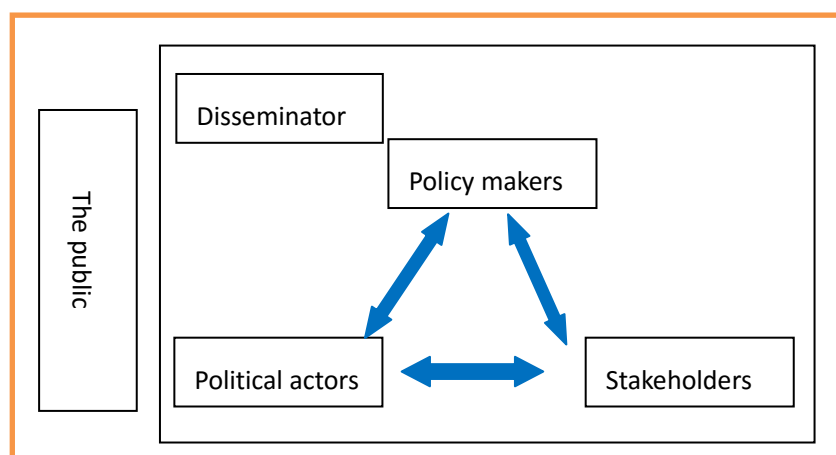 Disseminator
Policy makers
The public
Political actors
Stakeholders